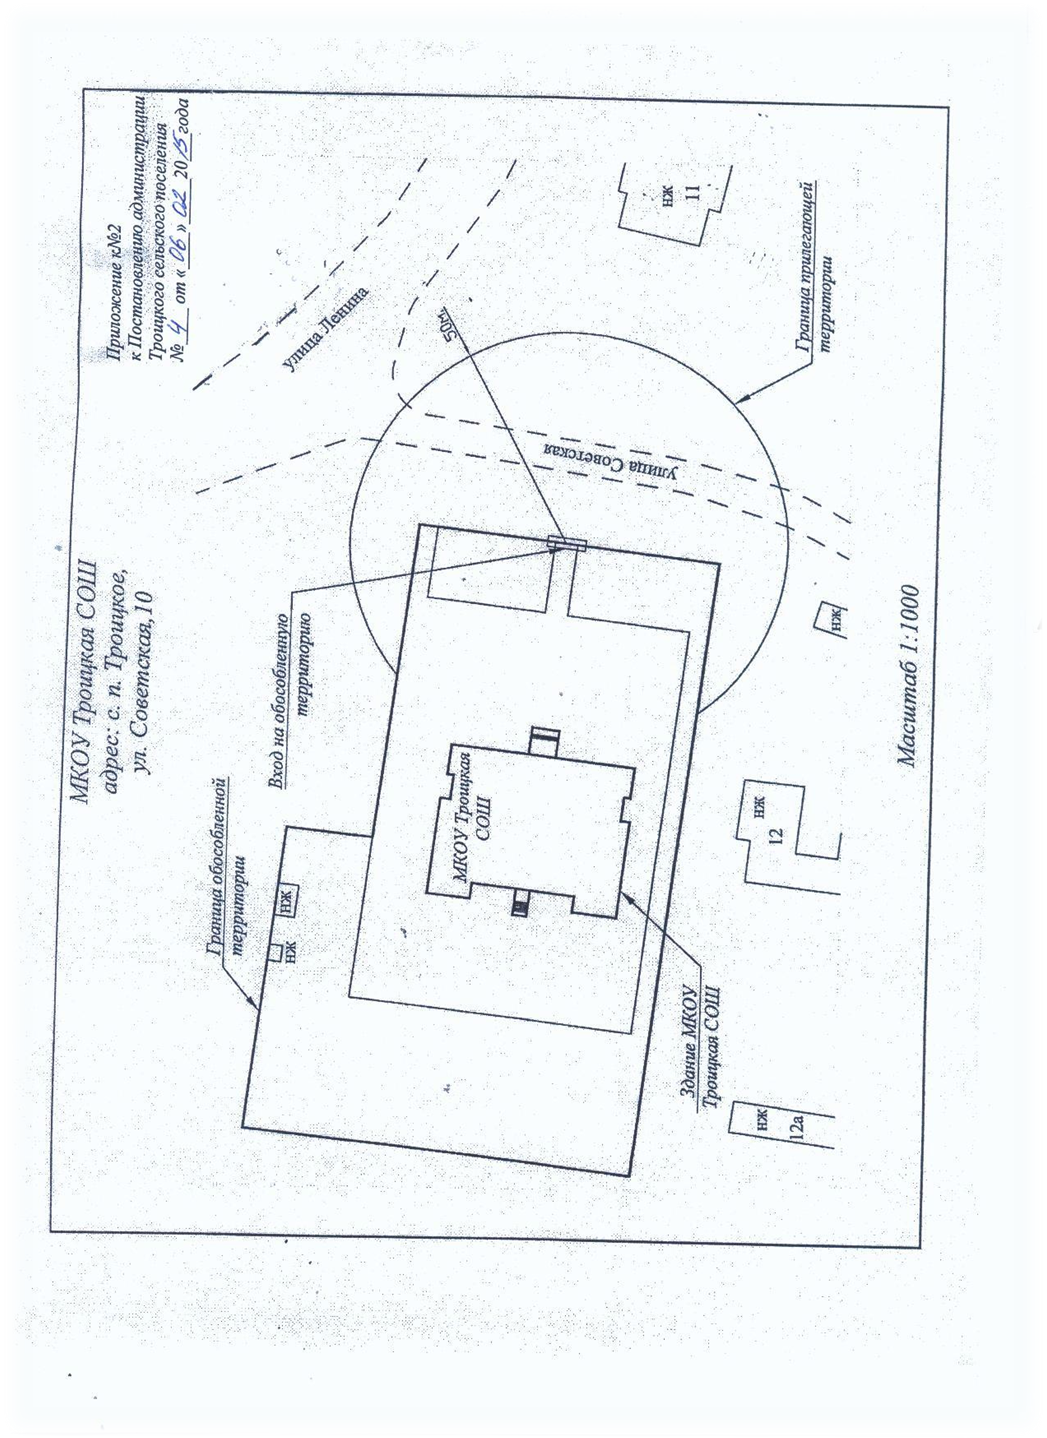 Приложение к№2
к Постановлению администрации
Троицкого сельского поселения
№ 4 от « 06 » 02 2015 года
МКОУ Троицкая СОШ
адрес: с. п. Троицкое,
ул. Советская,10
улица Ленина
50м
улица Советская
нж
11
Граница прилегающей
территории
Вход на обособленную
территорию
Граница обособленной
территории
нж
нж
МКОУ Троицкая
СОШ
Здание МКОУ
Троицкая СОШ
нж
нж
12
нж
12а
Масштаб 1:1000